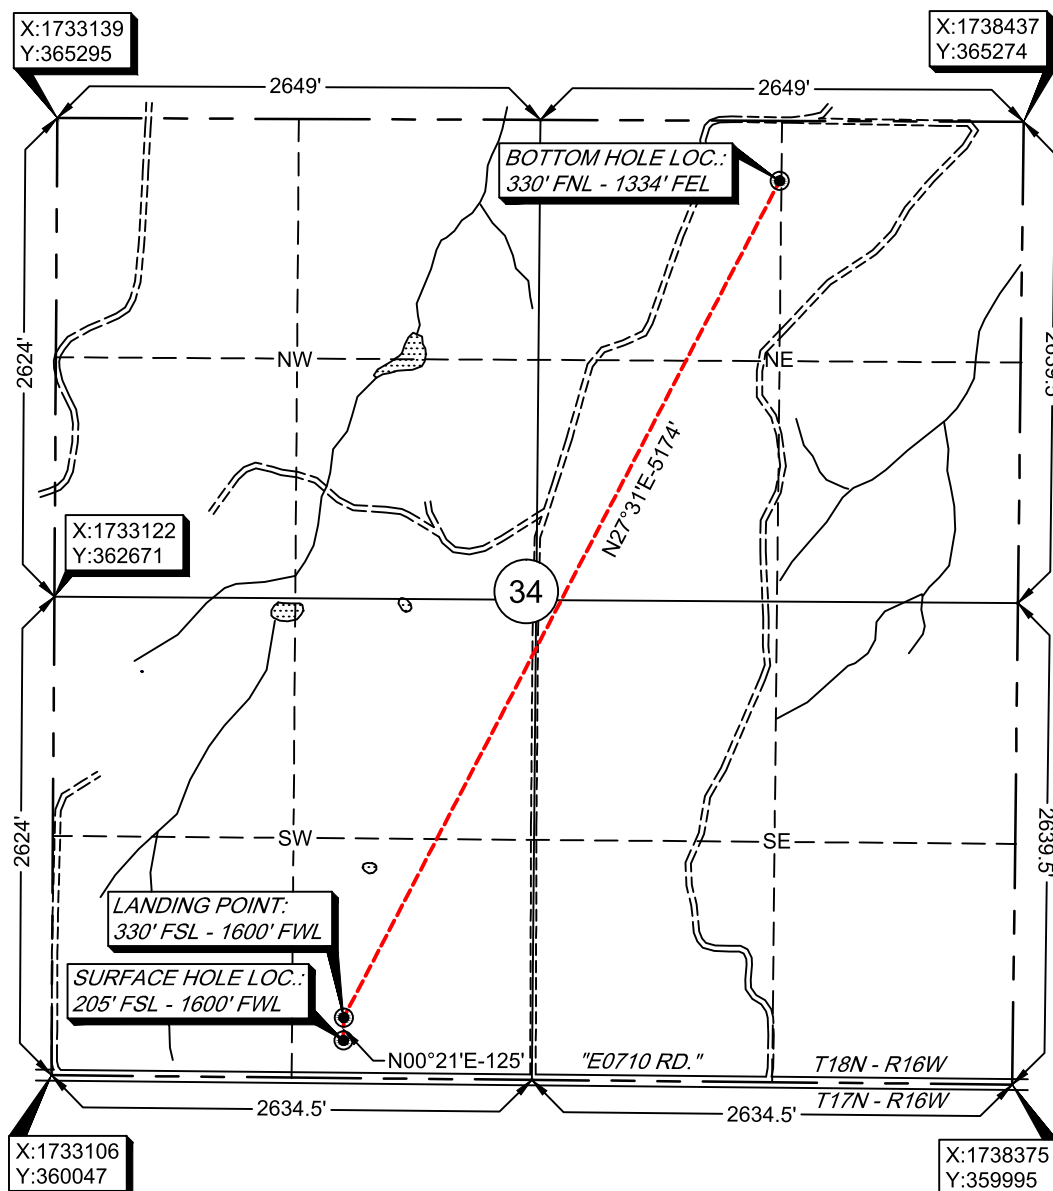 X:1733139
Y:365295
X:1738437
Y:365274
2649'
2649'
BOTTOM HOLE LOC.:
330' FNL - 1334' FEL
2624'
NW
NE
2639.5'
N27°31'E-5174'
X:1733122
Y:362671
34
2624'
SW
SE
2639.5'
LANDING POINT:
330' FSL - 1600' FWL
SURFACE HOLE LOC.:
205' FSL - 1600' FWL
N00°21'E-125'
"E0710 RD."
T18N - R16W
T17N - R16W
2634.5'
2634.5'
X:1733106
Y:360047
X:1738375
Y:359995